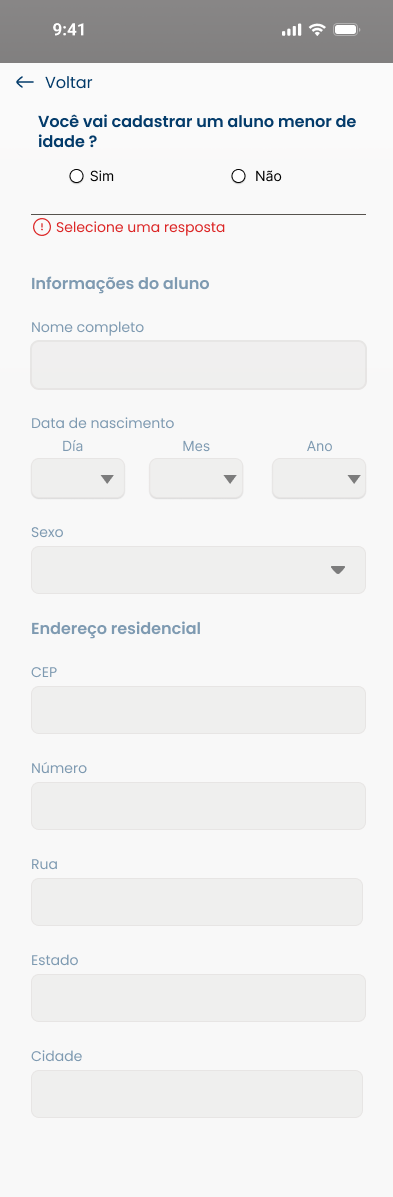 9:41
Voltar
Você vai cadastrar um aluno menor de
idade ?
Sim Não
Selecione uma resposta
Informações do aluno
Nome completo
Data de nascimento
Día Mes Ano
Sexo
Endereço residencial
CEP
Número
Rua
Estado
Cidade